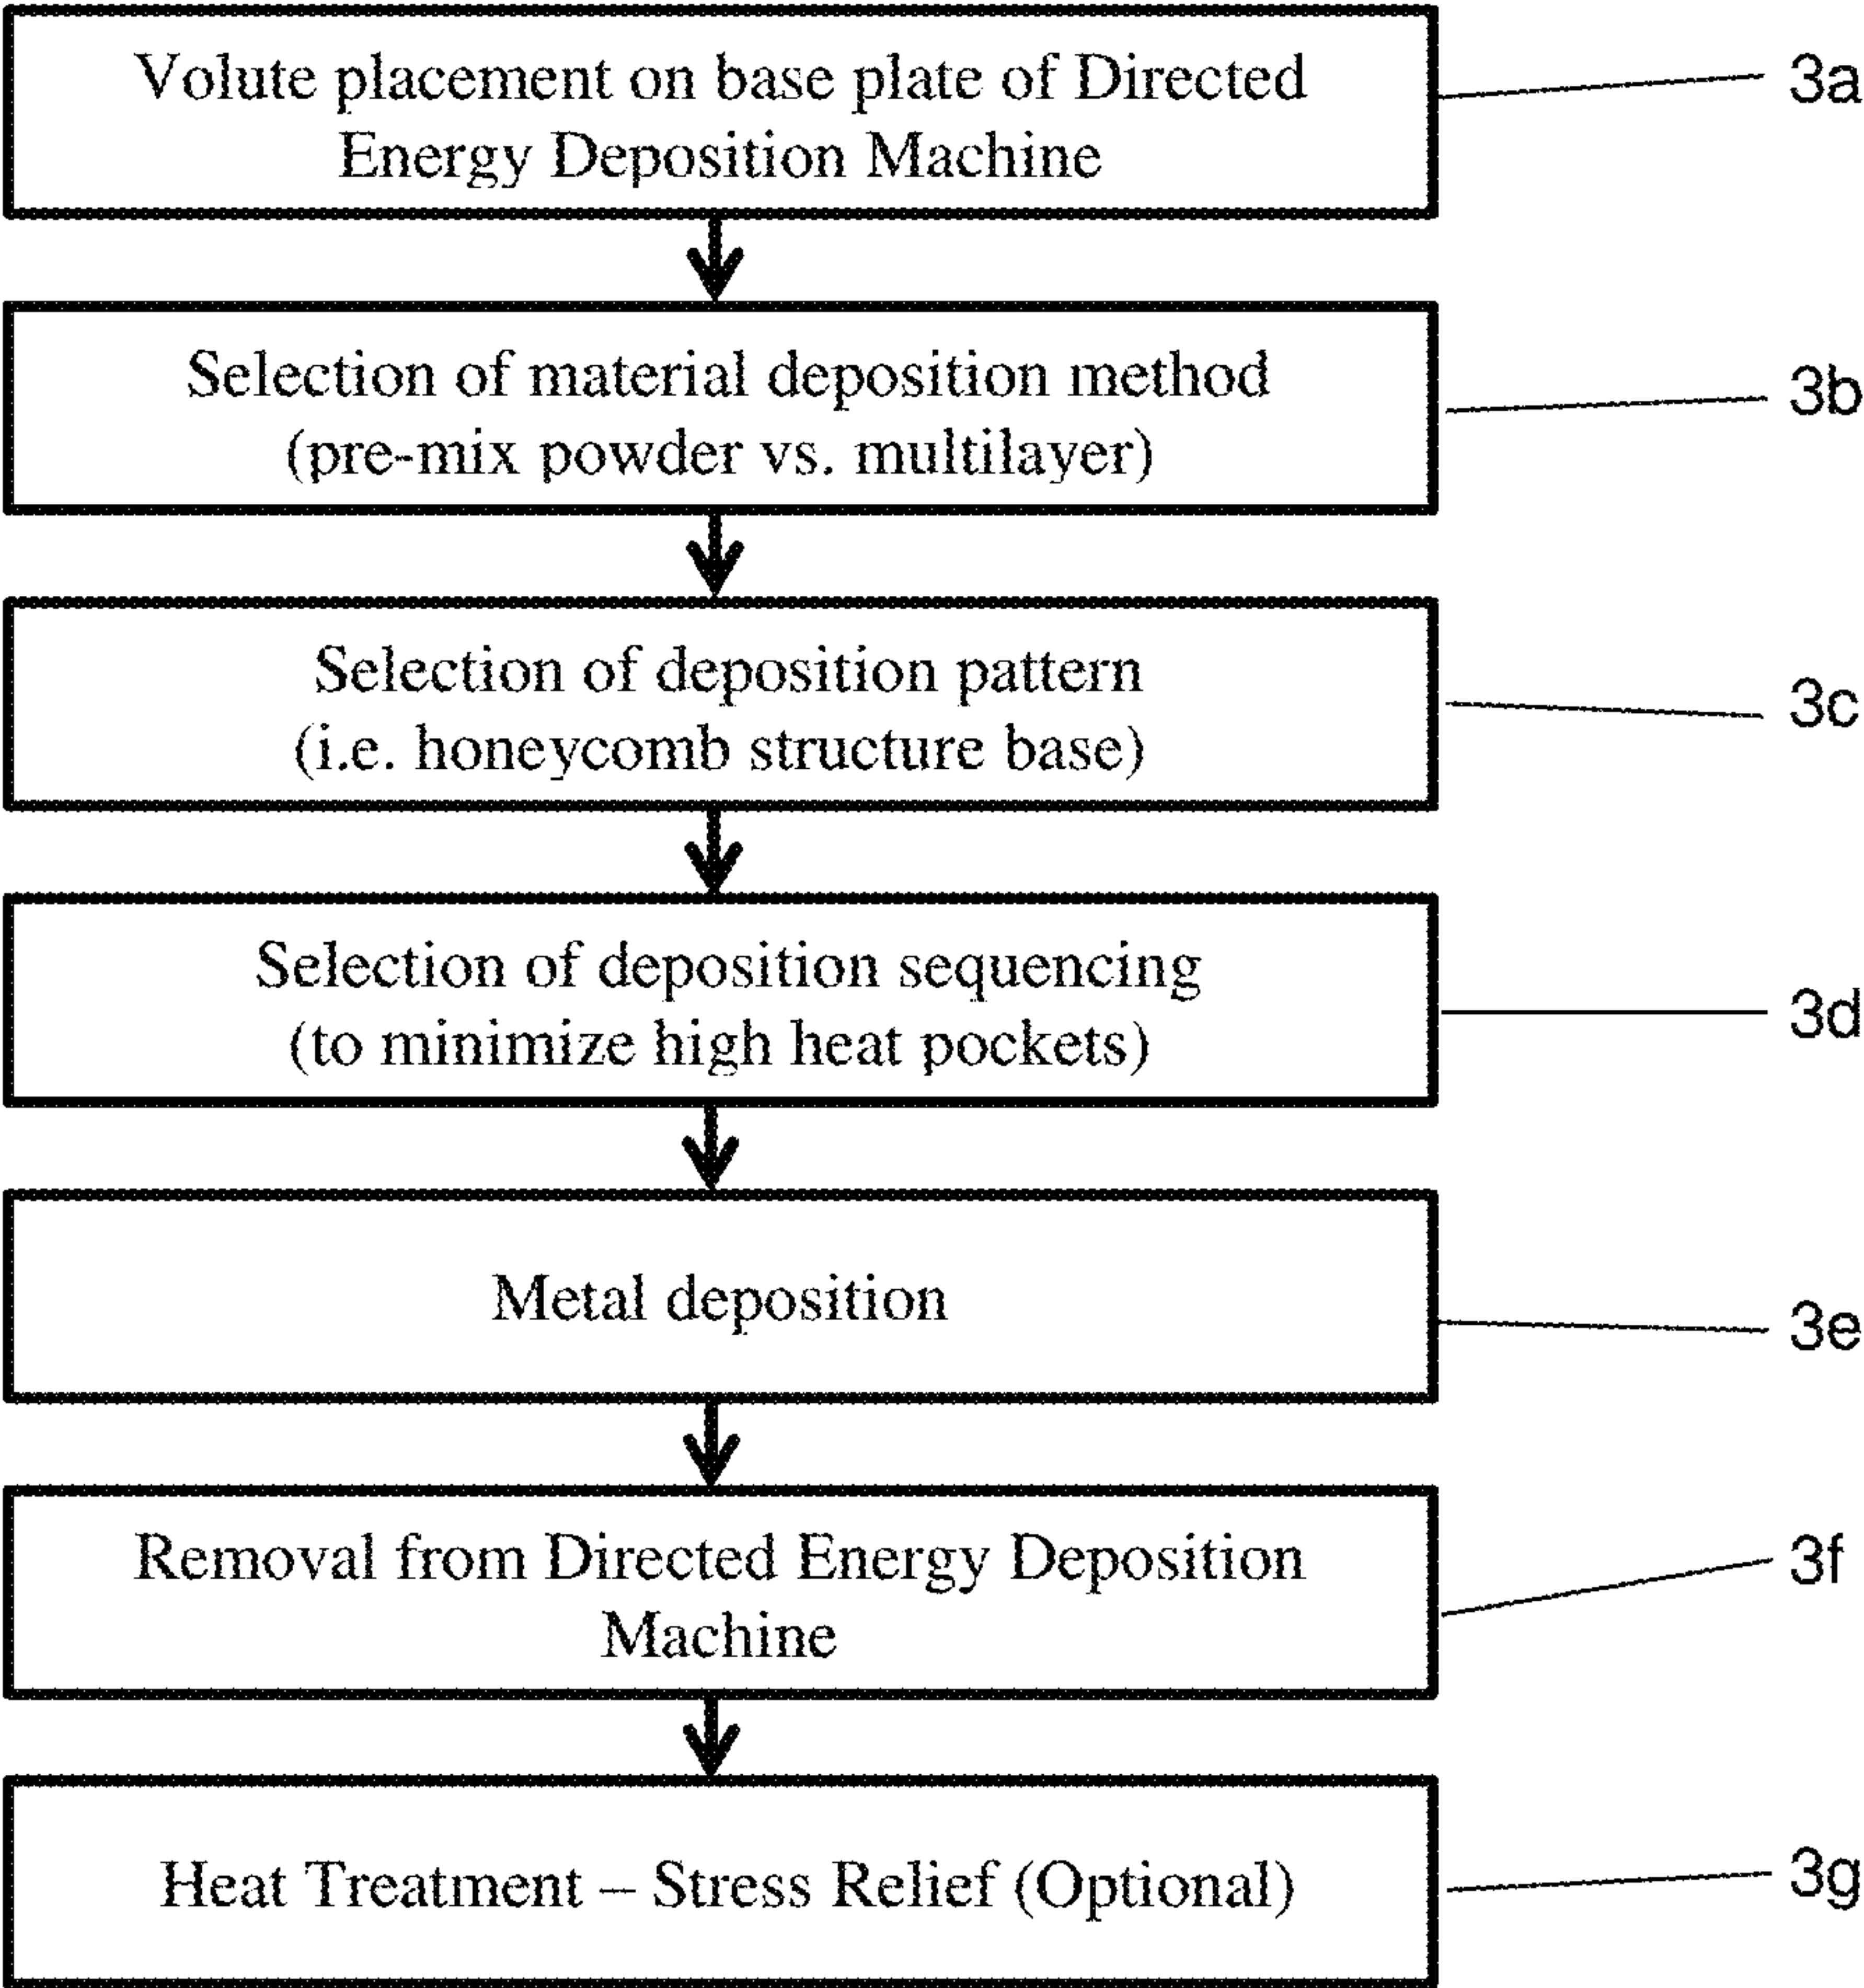 Volute placement on base plate of Directed
Energy Deposition Machine
3a
Selection of material deposition method
(pre-mix powder vs. multilayer)
3b
Selection of deposition pattern
(i.e. honeycomb structure base)
3c
Selection of deposition sequencing
(to minimize high heat pockets)
3d
Metal deposition
3e
Removal from Directed Energy Deposition
Machine
3f
Heat Treatment – Stress Relief (Optional)
3g